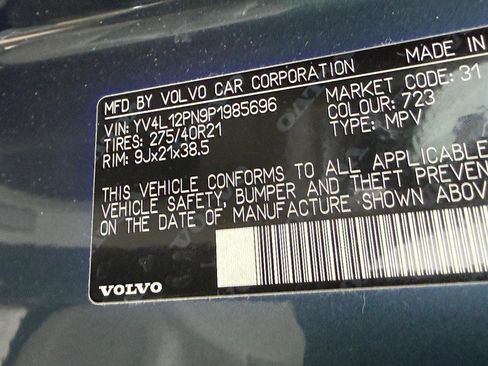 MADE IN
MFD BY VOLVO CAR CORPORATION
MARKET CODE: 31
VIN: YV4L12PN9P1985696
COLOUR: 723
TIRES: 275/40R21
TYPE: MPV
RIM: 9Jx21x38.5
THIS VEHICLE CONFORMS TO ALL APPLICABLE
VEHICLE SAFETY, BUMPER AND THEFT PREVEN
ON THE DATE OF MANUFACTURE SHOWN ABOV
VOLVO